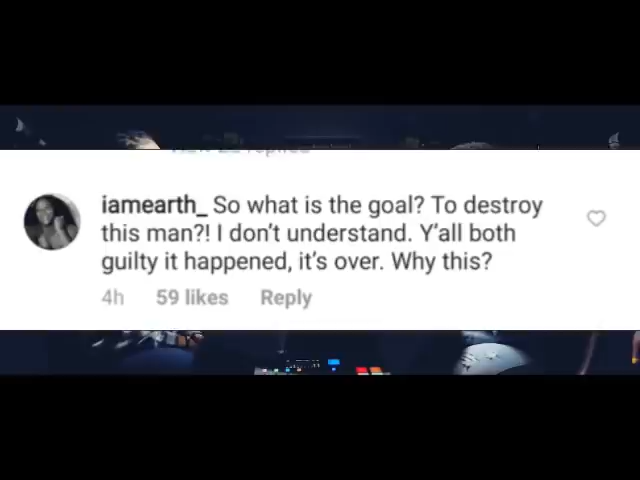 iamearth_ So what is the goal? To destroy
this man?! I don't understand. Y'all both
guilty it happened, it's over. Why this?
4h 59 likes Reply